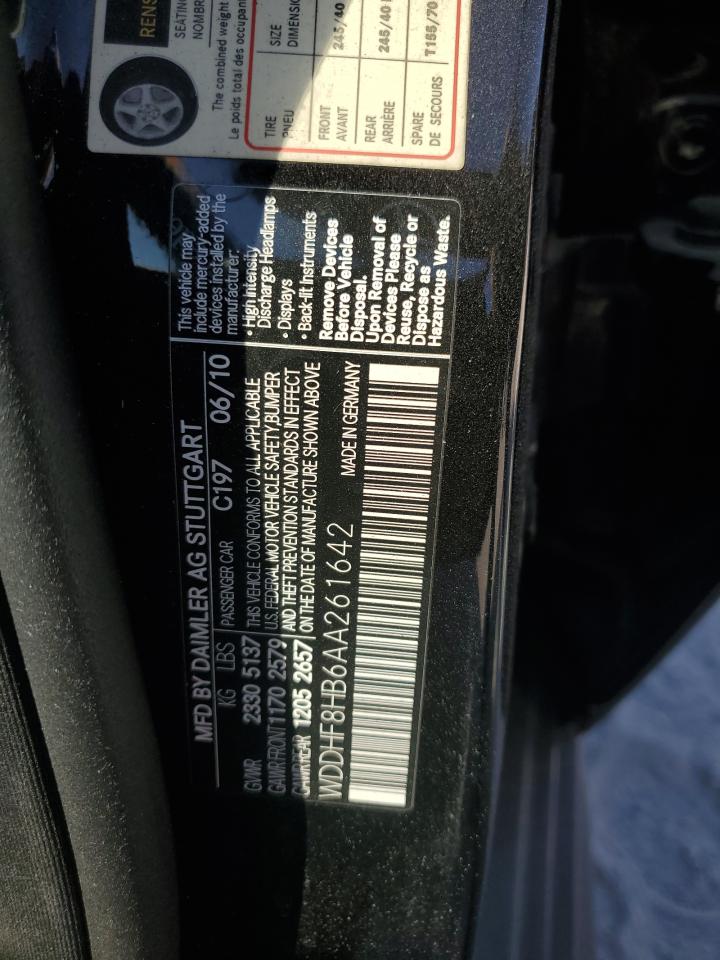 MFD BY DAIMLER AG STUTTGART
KG LBS PASSENGER CAR C197 06/10
GVWR 2330 5137
GAWR FRONT 1170 2579
GAWR REAR 1205 2657
THIS VEHICLE CONFORMS TO ALL APPLICABLE
U.S. FEDERAL MOTOR VEHICLE SAFETY, BUMPER
AND THEFT PREVENTION STANDARDS IN EFFECT
ON THE DATE OF MANUFACTURE SHOWN ABOVE
WDDHF8HB6AA261642 MADE IN GERMANY
This vehicle may
include mercury-added
devices installed by the
manufacturer:
• High Intensity
Discharge Headlamps
• Displays
• Back-lit Instruments
Remove Devices
Before Vehicle
Disposal.
Upon Removal of
Devices Please
Reuse, Recycle or
Dispose as
Hazardous Waste.
RENS
SEATING
NOMBR
The combined weight
Le poids total des occupant
TIRE SIZE
PNEU DIMENSIO
FRONT 245/40
AVANT
REAR 245/40
ARRIÈRE
SPARE T155/70
DE SECOURS